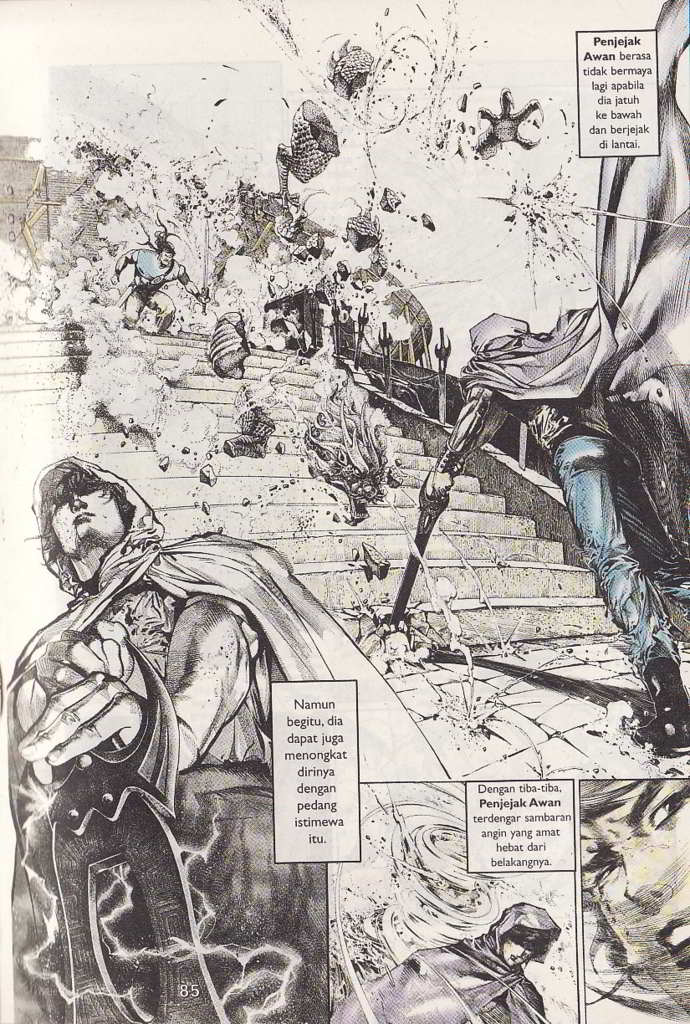 Penjejak
Awan berasa
tidak bermaya
lagi apabila
dia jatuh
ke bawah
dan berjejak
di lantai.
Namun
begitu, dia
dapat juga
menongkat
dirinya
dengan
pedang
istimewa
itu.
Dengan tiba-tiba,
Penjejak Awan
terdengar sambaran
angin yang amat
hebat dari
belakangnya.
85